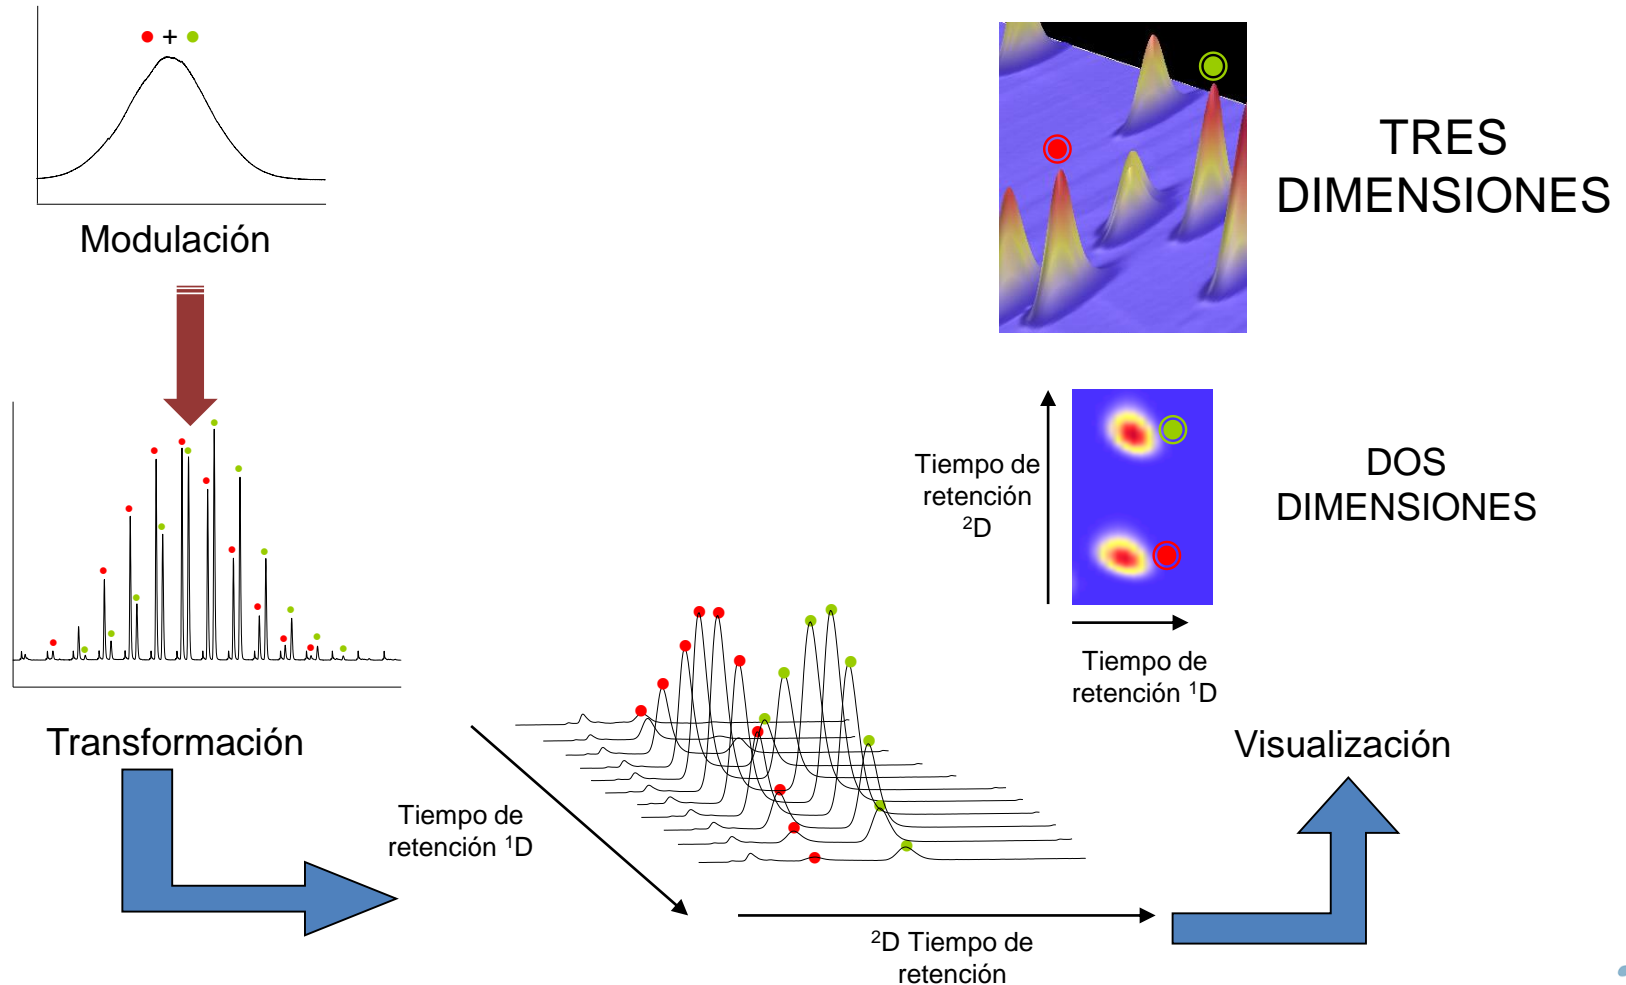 +
Modulación
TRES
DIMENSIONES
Tiempo de
retención
²D
DOS
DIMENSIONES
Tiempo de
retención ¹D
Transformación
Tiempo de
retención ¹D
²D Tiempo de
retención
Visualización